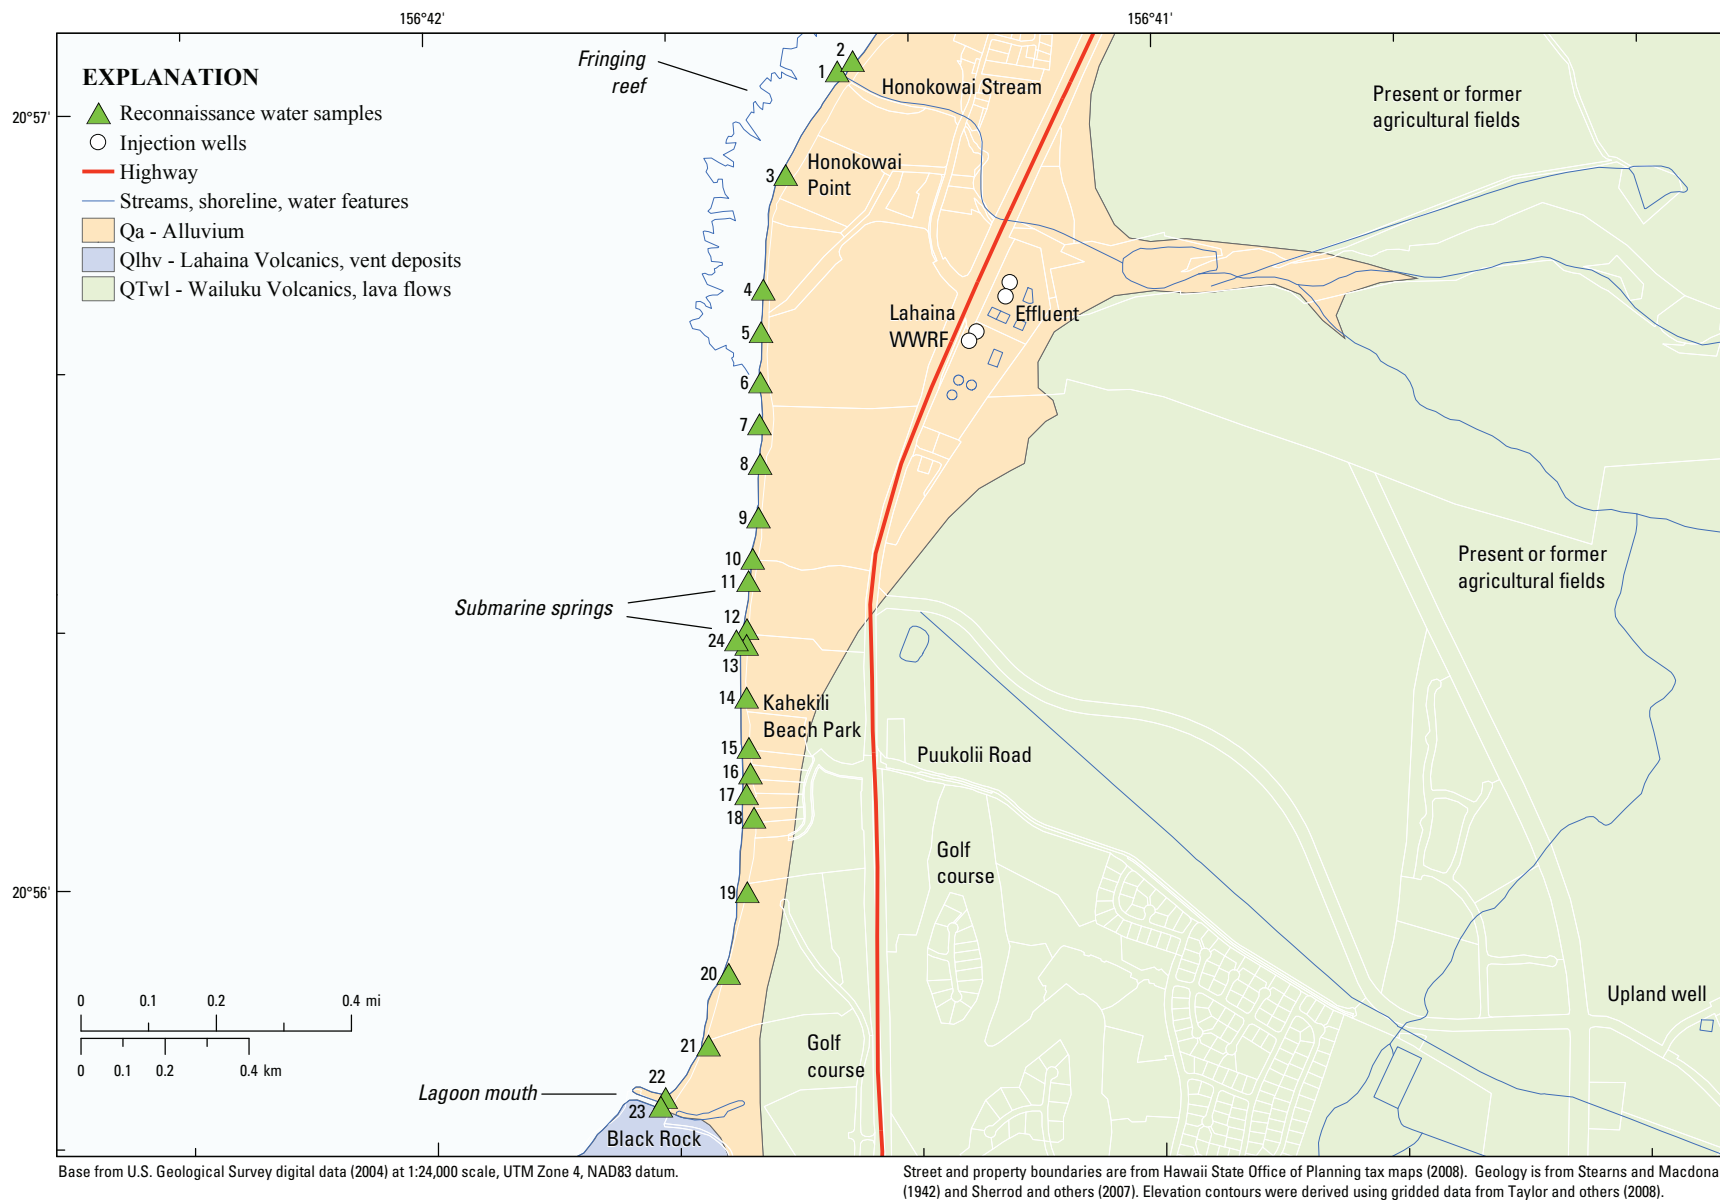 156°42'
156°41'
20°57'
20°56'
EXPLANATION
Reconnaissance water samples
Injection wells
Highway
Streams, shoreline, water features
Qa - Alluvium
Qlhv - Lahaina Volcanics, vent deposits
QTwl - Wailuku Volcanics, lava flows
Fringing
reef
2
1
Honokowai Stream
Present or former
agricultural fields
3
Honokowai
Point
4
5
Lahaina
WWRF
Effluent
6
7
8
9
10
11
Submarine springs
12
24
13
Present or former
agricultural fields
14
Kahekili
Beach Park
15
16
17
18
Puukolii Road
Golf
course
19
20
21
22
23
Lagoon mouth
Black Rock
Golf
course
Upland well
0 0.1 0.2 0.4 mi
0 0.1 0.2 0.4 km
Base from U.S. Geological Survey digital data (2004) at 1:24,000 scale, UTM Zone 4, NAD83 datum.
Street and property boundaries are from Hawaii State Office of Planning tax maps (2008). Geology is from Stearns and Macdona
(1942) and Sherrod and others (2007). Elevation contours were derived using gridded data from Taylor and others (2008).